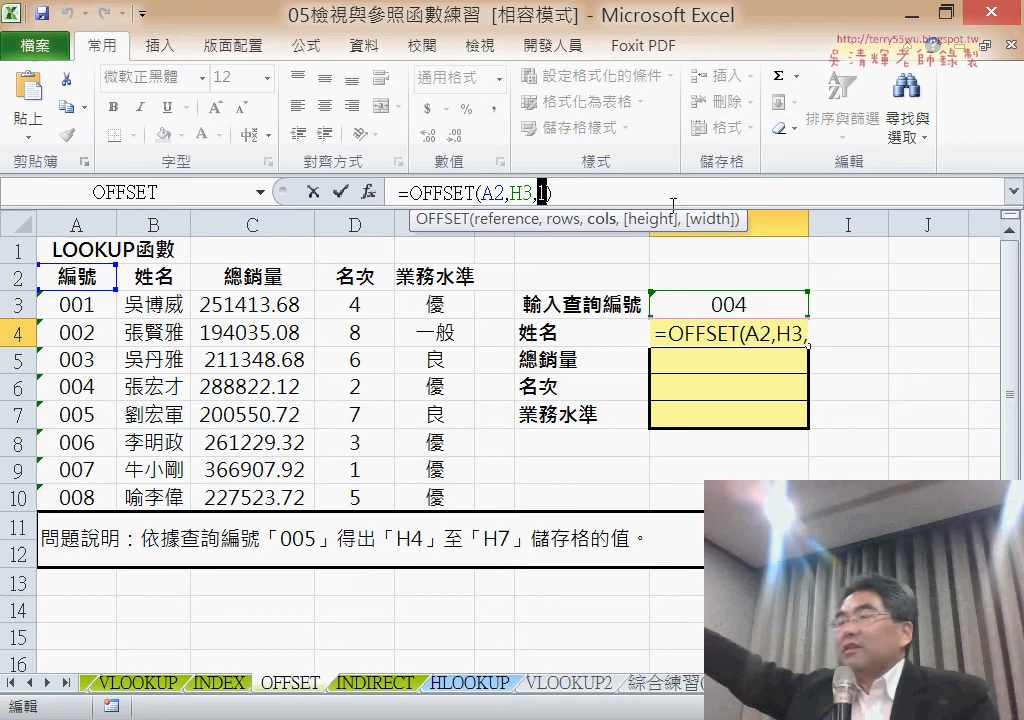 05檢視與參照函數練習 [相容模式] - Microsoft Excel
檔案 常用 插入 版面配置 公式 資料 校閱 檢視 開發人員 Foxit PDF
http://terry55wu.blogspot.tw
吳清輝老師錄製
微軟正黑體 12 通用格式 設定格式化的條件 插入 Σ
貼上 B I U A A 格式化為表格 刪除 排序與篩選 尋找與選取
$ % , 儲存格樣式 格式
剪貼簿 字型 對齊方式 數值 樣式 儲存格 編輯
OFFSET fx =OFFSET(A2,H3,1)
OFFSET(reference, rows, cols, [height], [width])
A B C D I J
1 LOOKUP函數
2 編號 姓名 總銷量 名次 業務水準
3 001 吳博威 251413.68 4 優 輸入查詢編號 004
4 002 張賢雅 194035.08 8 一般 姓名 =OFFSET(A2,H3,
5 003 吳丹雅 211348.68 6 良 總銷量
6 004 張宏才 288822.12 2 優 名次
7 005 劉宏軍 200550.72 7 良 業務水準
8 006 李明政 261229.32 3 優
9 007 牛小剛 366907.92 1 優
10 008 喻李偉 227523.72 5 優
11
問題說明：依據查詢編號「005」得出「H4」至「H7」儲存格的值。
12
13
14
15
16
VLOOKUP INDEX OFFSET INDIRECT HLOOKUP VLOOKUP2 綜合練習(
編輯